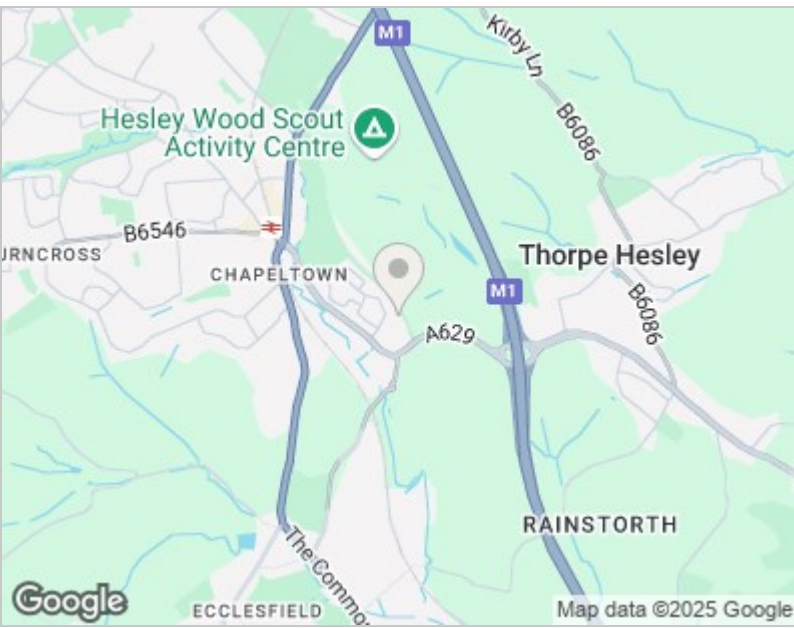 M1
Kirby Ln
B6086
Hesley Wood Scout
Activity Centre
B6546
URNCROSS
CHAPELTOWN
Thorpe Hesley
M1
B6086
A629
RAINSTORTH
The Common
ECCLESFIELD
Google
Map data ©2025 Google